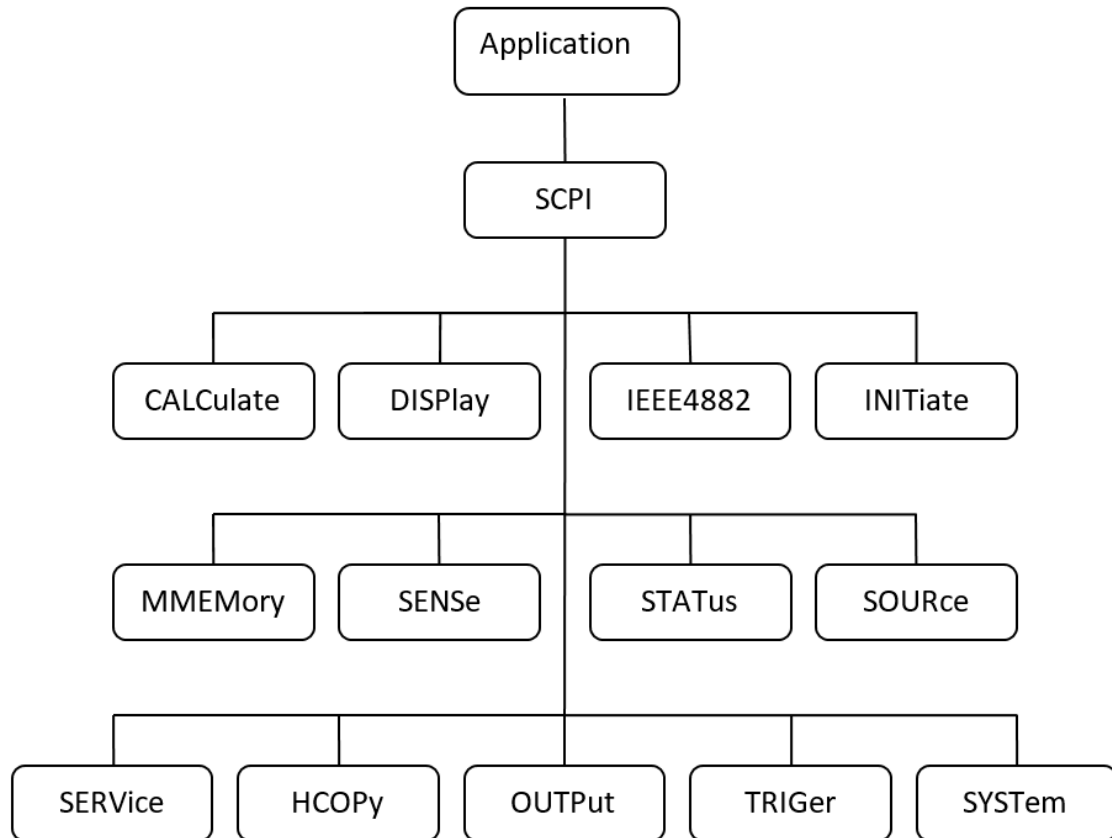 Application
SCPI
CALCulate
DISPlay
IEEE4882
INITiate
MMEMory
SENSe
STATus
SOURce
SERVice
HCOPy
OUTPut
TRIGer
SYSTem